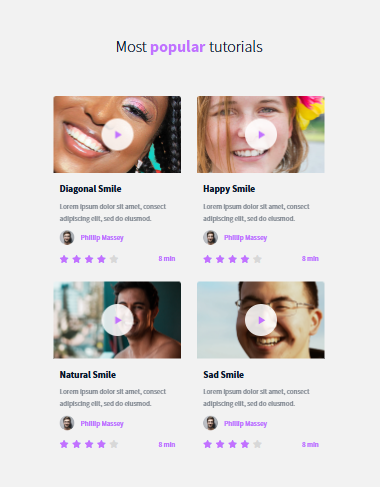 Most popular tutorials
Diagonal Smile
Lorem ipsum dolor sit amet, consect
adipiscing elit, sed do eiusmod.
Phillip Massey
8 min
Happy Smile
Lorem ipsum dolor sit amet, consect
adipiscing elit, sed do eiusmod.
Phillip Massey
8 min
Natural Smile
Lorem ipsum dolor sit amet, consect
adipiscing elit, sed do eiusmod.
Phillip Massey
8 min
Sad Smile
Lorem ipsum dolor sit amet, consect
adipiscing elit, sed do eiusmod.
Phillip Massey
8 min